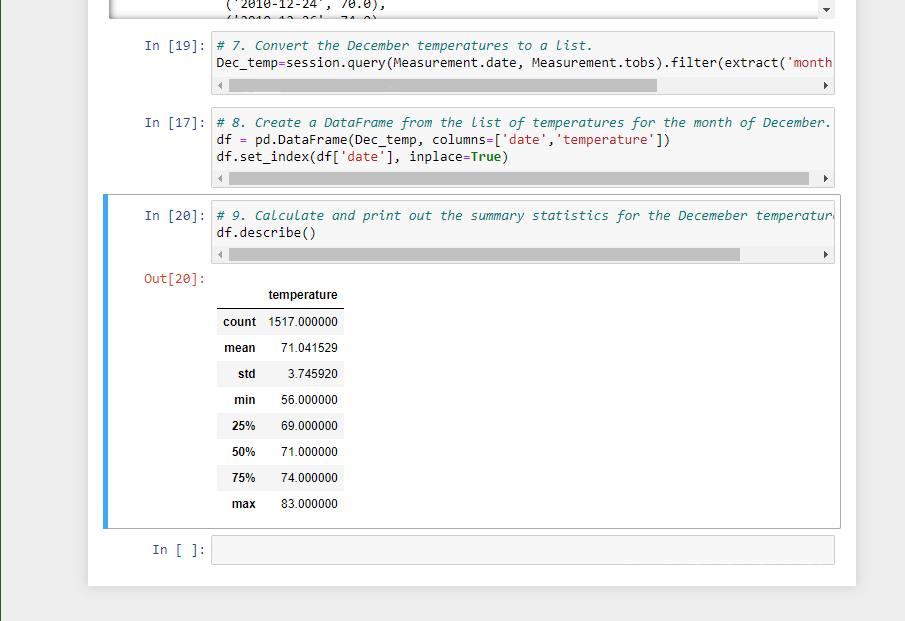 ('2010-12-24', 70.0),
In [19]: # 7. Convert the December temperatures to a list.
Dec_temp=session.query(Measurement.date, Measurement.tobs).filter(extract('month
In [17]: # 8. Create a DataFrame from the list of temperatures for the month of December.
df = pd.DataFrame(Dec_temp, columns=['date','temperature'])
df.set_index(df['date'], inplace=True)
In [20]: # 9. Calculate and print out the summary statistics for the Decemeber temperatur
df.describe()
Out[20]:
temperature
count 1517.000000
mean 71.041529
std 3.745920
min 56.000000
25% 69.000000
50% 71.000000
75% 74.000000
max 83.000000
In [ ]: